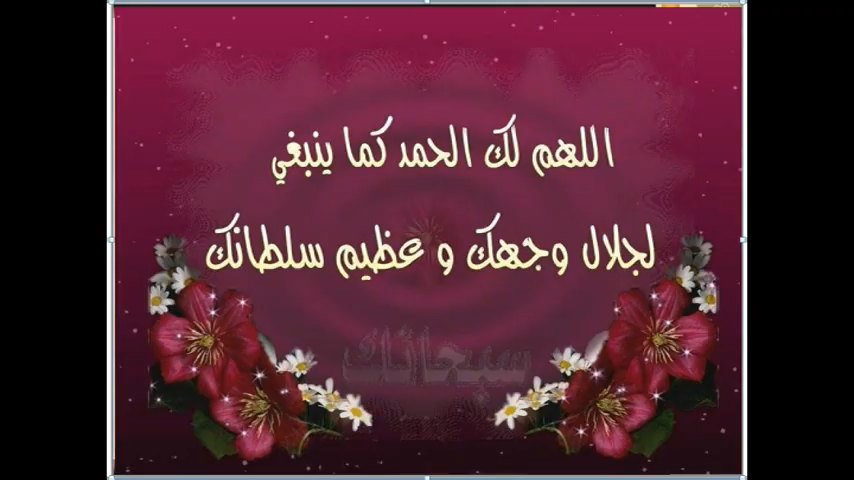 اللهم لك الحمد كما ينبغي
لجلال وجهك و عظيم سلطانك
سبحانك